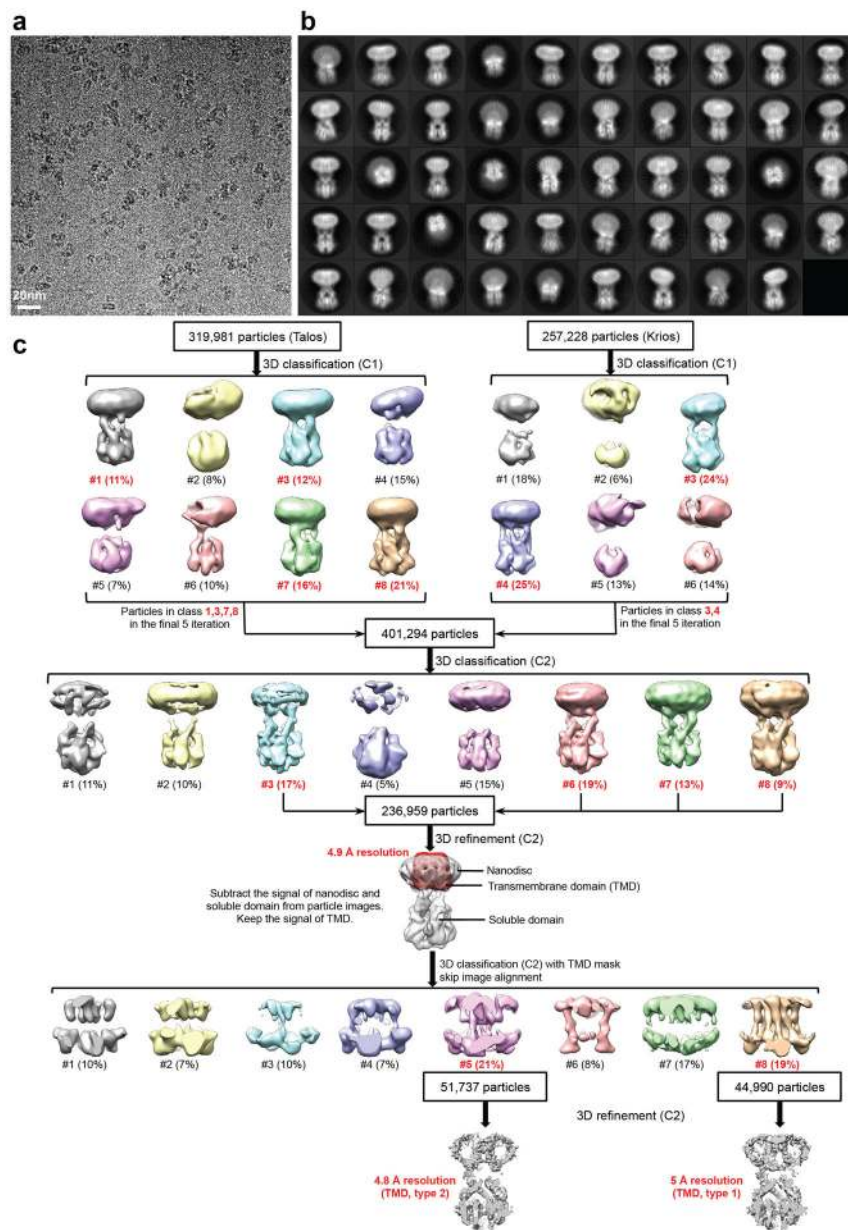 a
b
20nm
c
319,981 particles (Talos)
257,228 particles (Krios)
3D classification (C1)
3D classification (C1)
#1 (11%)
#2 (8%)
#3 (12%)
#4 (15%)
#1 (18%)
#2 (6%)
#3 (24%)
#5 (7%)
#6 (10%)
#7 (16%)
#8 (21%)
#4 (25%)
#5 (13%)
#6 (14%)
Particles in class 1,3,7,8
in the final 5 iteration
Particles in class 3,4
in the final 5 iteration
401,294 particles
3D classification (C2)
#1 (11%)
#2 (10%)
#3 (17%)
#4 (5%)
#5 (15%)
#6 (19%)
#7 (13%)
#8 (9%)
236,959 particles
3D refinement (C2)
4.9 Å resolution
Nanodisc
Transmembrane domain (TMD)
Subtract the signal of nanodisc and
soluble domain from particle images.
Keep the signal of TMD.
Soluble domain
3D classification (C2) with TMD mask
skip image alignment
#1 (10%)
#2 (7%)
#3 (10%)
#4 (7%)
#5 (21%)
#6 (8%)
#7 (17%)
#8 (19%)
51,737 particles
44,990 particles
3D refinement (C2)
4.8 Å resolution
(TMD, type 2)
5 Å resolution
(TMD, type 1)